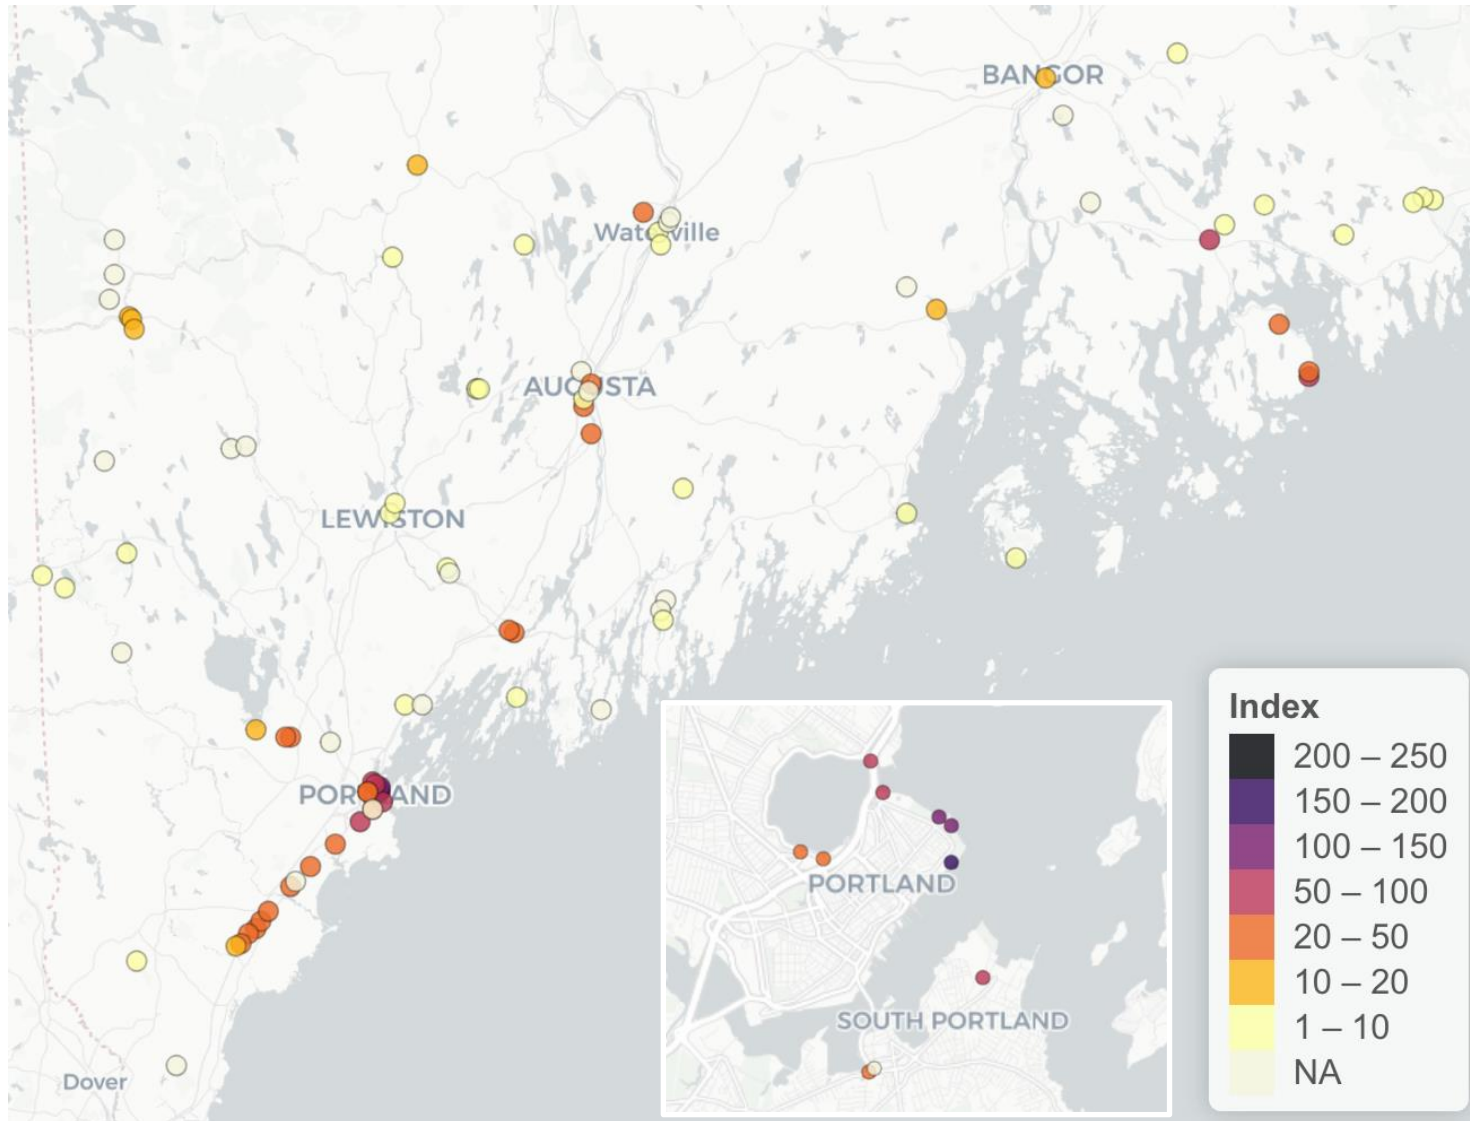 BANGOR
Waterville
AUGUSTA
LEWISTON
PORTLAND
Dover
PORTLAND
SOUTH PORTLAND
Index
200 – 250
150 – 200
100 – 150
50 – 100
20 – 50
10 – 20
1 – 10
NA